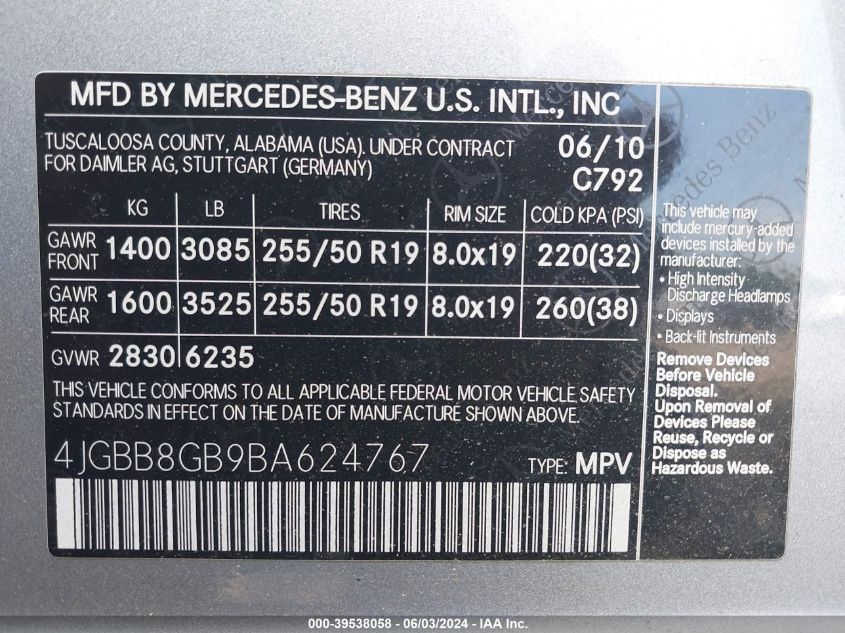 MFD BY MERCEDES-BENZ U.S. INTL., INC
TUSCALOOSA COUNTY, ALABAMA (USA). UNDER CONTRACT
FOR DAIMLER AG, STUTTGART (GERMANY)
06/10
C792
KG LB TIRES RIM SIZE COLD KPA (PSI)
GAWR
FRONT 1400 3085 255/50 R19 8.0x19 220(32)
GAWR
REAR 1600 3525 255/50 R19 8.0x19 260(38)
GVWR 2830 6235
THIS VEHICLE CONFORMS TO ALL APPLICABLE FEDERAL MOTOR VEHICLE SAFETY
STANDARDS IN EFFECT ON THE DATE OF MANUFACTURE SHOWN ABOVE.
4JGBB8GB9BA624767 TYPE: MPV
This vehicle may
include mercury-added
devices installed by the
manufacturer:
• High Intensity
Discharge Headlamps
• Displays
• Back-lit Instruments
Remove Devices
Before Vehicle
Disposal.
Upon Removal of
Devices Please
Reuse, Recycle or
Dispose as
Hazardous Waste.
Mercedes Benz
000-39538058 - 06/03/2024 - IAA Inc.